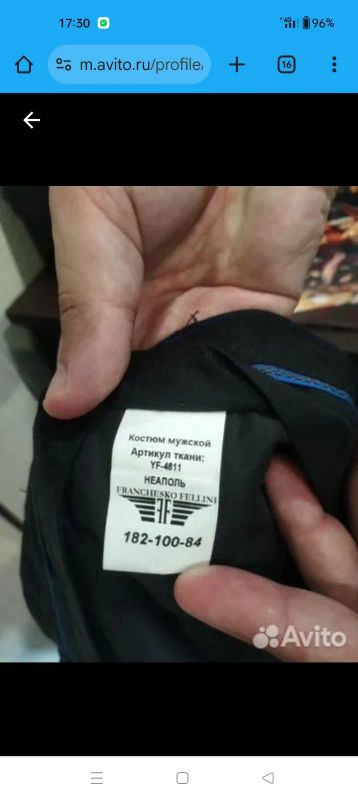 17:30
4G
96%
m.avito.ru/profile/
16
Костюм мужской
Артикул ткани:
YF-4811
НЕАПОЛЬ
FRANCHESKO FELLINI
182-100-84
Avito